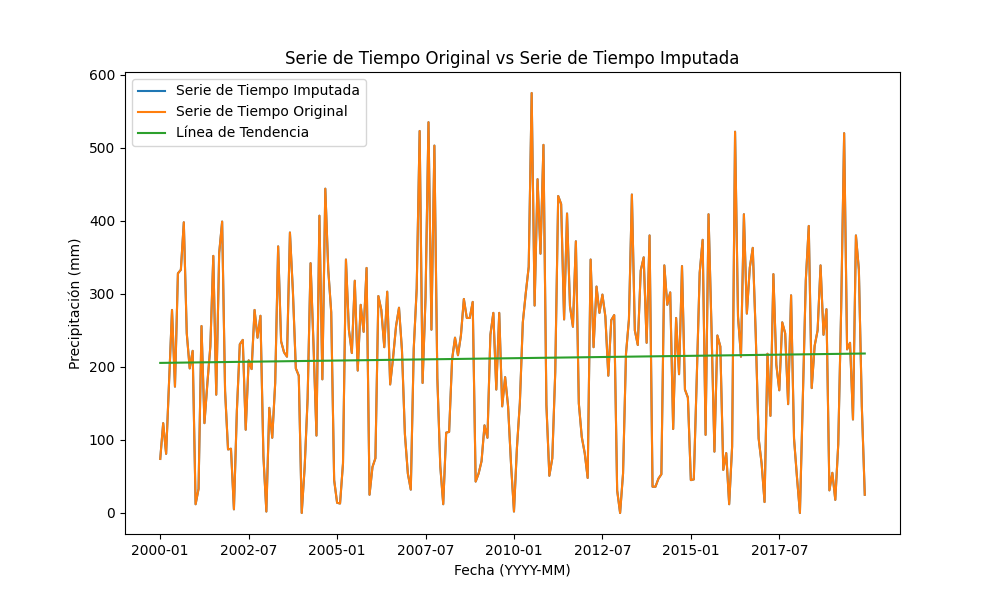 Serie de Tiempo Original vs Serie de Tiempo Imputada
Serie de Tiempo Imputada
Serie de Tiempo Original
Línea de Tendencia
600
500
400
300
200
100
0
Precipitación (mm)
2000-01 2002-07 2005-01 2007-07 2010-01 2012-07 2015-01 2017-07
Fecha (YYYY-MM)